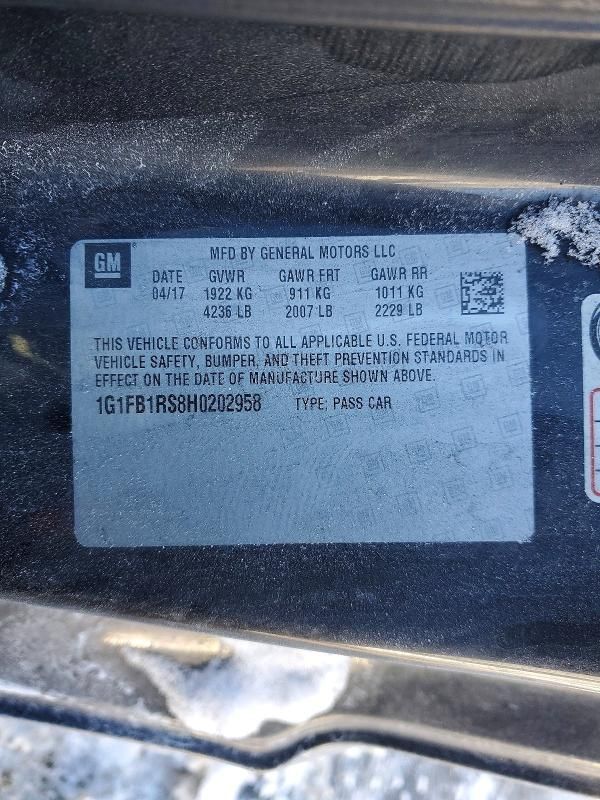 GM ®
MFD BY GENERAL MOTORS LLC
DATE GVWR GAWR FRT GAWR RR
04/17 1922 KG 911 KG 1011 KG
4236 LB 2007 LB 2229 LB
THIS VEHICLE CONFORMS TO ALL APPLICABLE U.S. FEDERAL MOTOR
VEHICLE SAFETY, BUMPER, AND THEFT PREVENTION STANDARDS IN
EFFECT ON THE DATE OF MANUFACTURE SHOWN ABOVE.
1G1FB1RS8H0202958 TYPE: PASS CAR